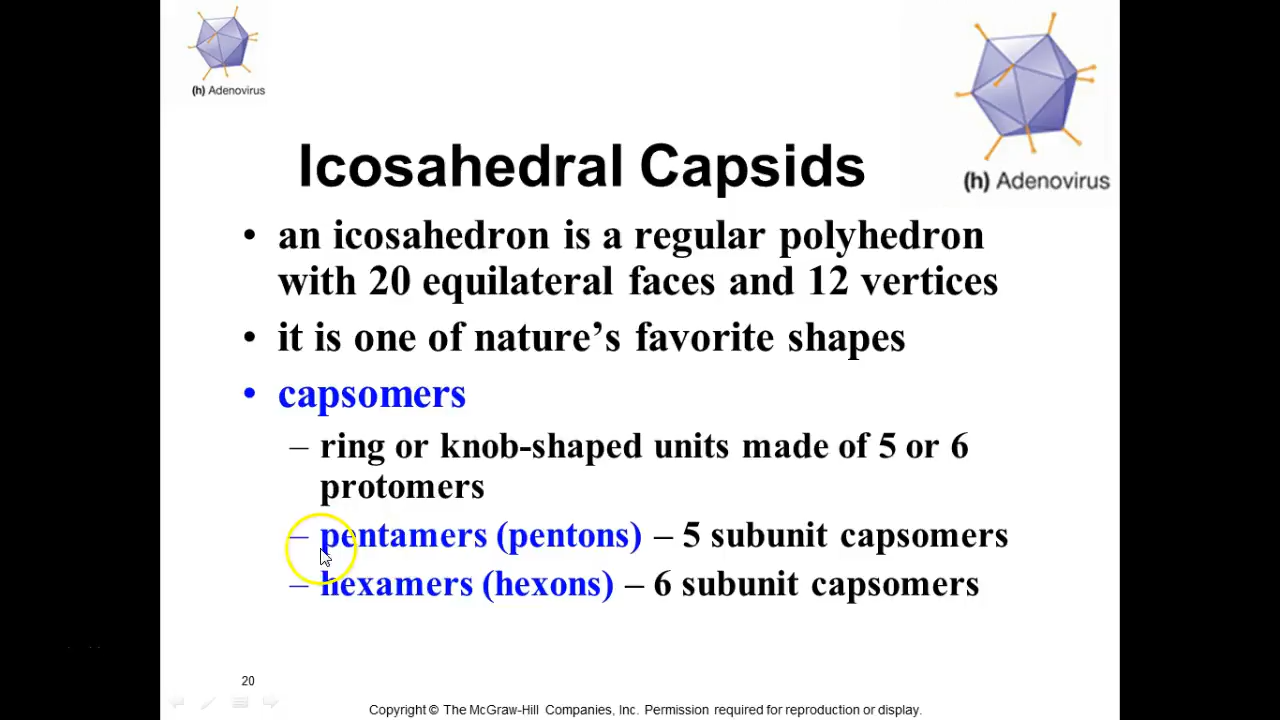 (h) Adenovirus
(h) Adenovirus
Icosahedral Capsids
• an icosahedron is a regular polyhedron
with 20 equilateral faces and 12 vertices
• it is one of nature’s favorite shapes
• capsomers
– ring or knob-shaped units made of 5 or 6
protomers
– pentamers (pentons) – 5 subunit capsomers
– hexamers (hexons) – 6 subunit capsomers
20
Copyright © The McGraw-Hill Companies, Inc. Permission required for reproduction or display.